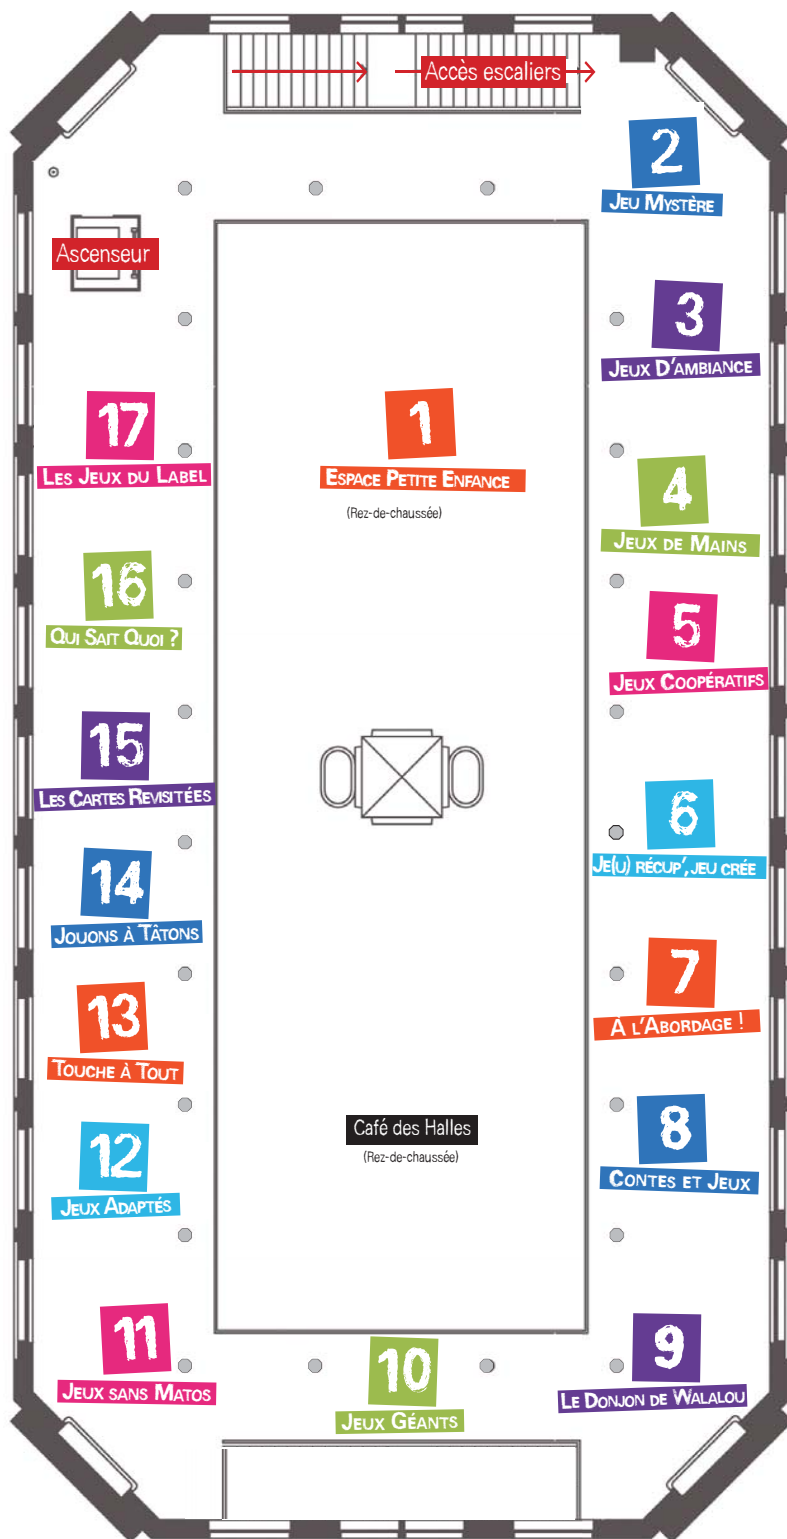 Accès escaliers
2
Jeu Mystère
Ascenseur
3
Jeux D'ambiance
17
Les Jeux du Label
1
Espace Petite Enfance
(Rez-de-chaussée)
4
Jeux de Mains
16
Qui Sait Quoi ?
5
Jeux Coopératifs
15
Les Cartes Revisitées
6
Je(u) récup', jeu crée
14
Jouons à Tâtons
7
À l'Abordage !
13
Touche à Tout
Café des Halles
(Rez-de-chaussée)
8
Contes et Jeux
12
Jeux Adaptés
11
Jeux sans Matos
10
Jeux Géants
9
Le Donjon de Walalou